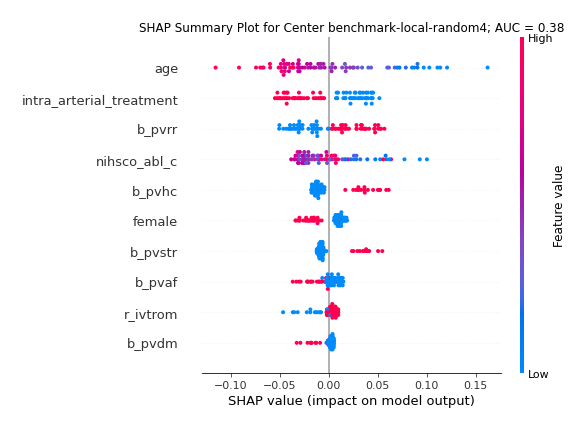 SHAP Summary Plot for Center benchmark-local-random4; AUC = 0.38
High
age
intra_arterial_treatment
b_pvrr
nihsco_abl_c
b_pvhc
female
b_pvstr
b_pvaf
r_ivtrom
b_pvdm
Feature value
Low
−0.10 −0.05 0.00 0.05 0.10 0.15
SHAP value (impact on model output)